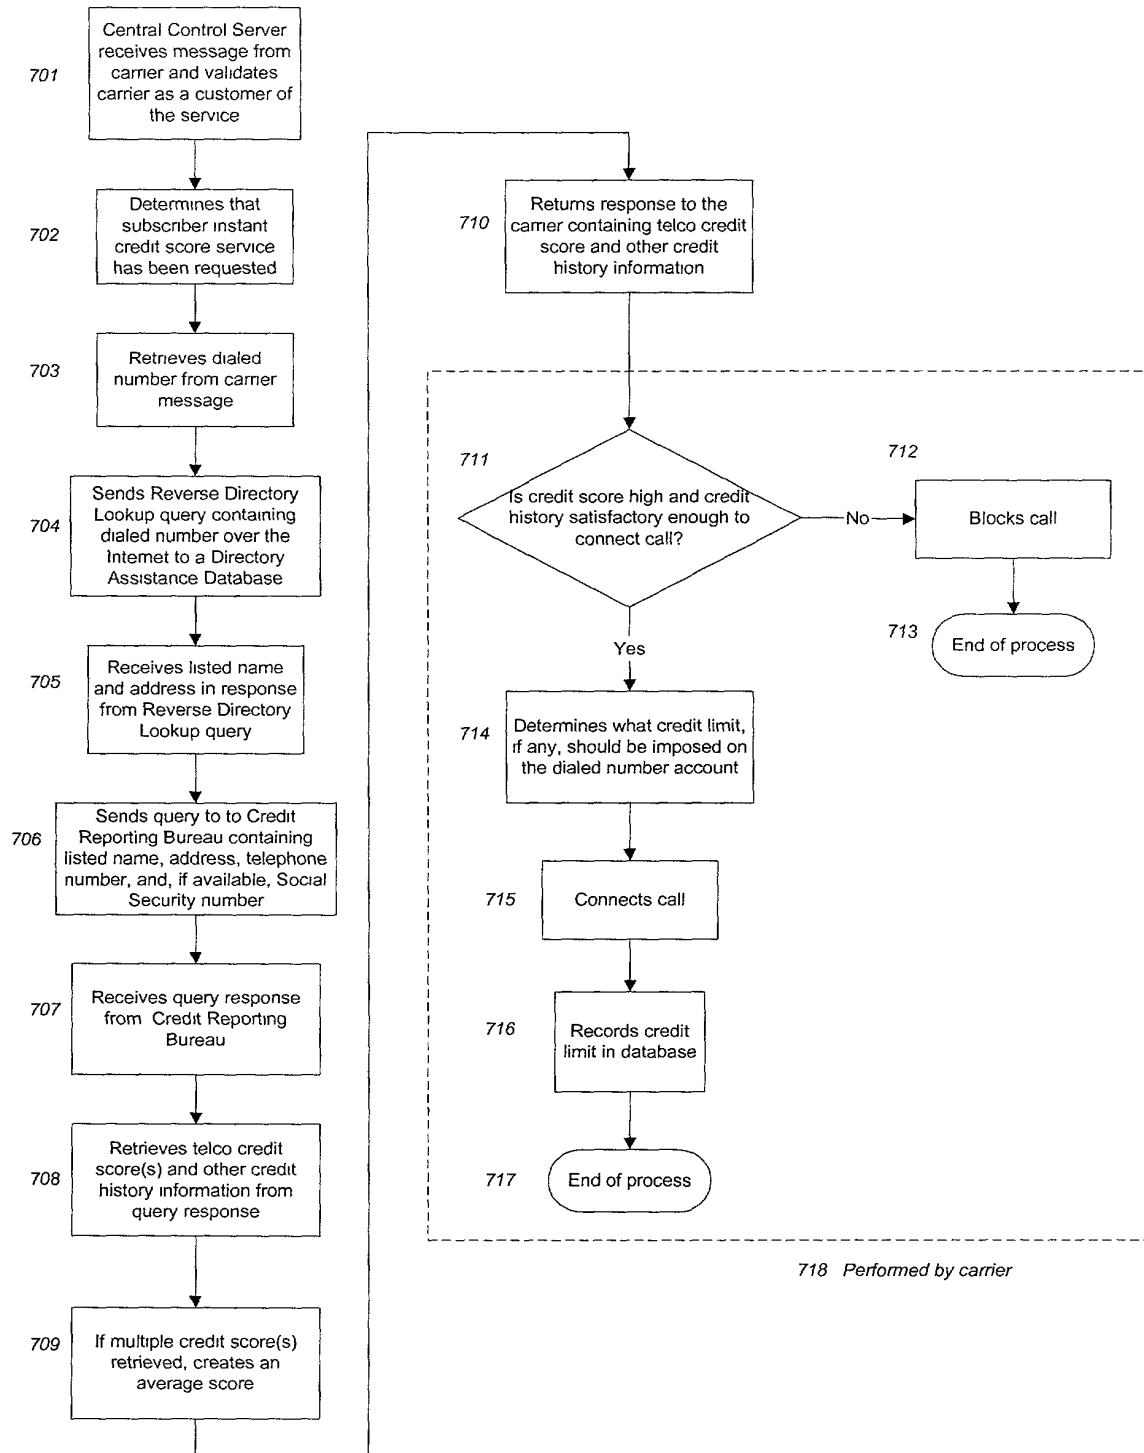 701
Central Control Server
receives message from
carrier and validates
carrier as a customer of
the service
702
Determines that
subscriber instant
credit score service
has been requested
703
Retrieves dialed
number from carrier
message
704
Sends Reverse Directory
Lookup query containing
dialed number over the
Internet to a Directory
Assistance Database
705
Receives listed name
and address in response
from Reverse Directory
Lookup query
706
Sends query to to Credit
Reporting Bureau containing
listed name, address, telephone
number, and, if available, Social
Security number
707
Receives query response
from Credit Reporting
Bureau
708
Retrieves telco credit
score(s) and other credit
history information from
query response
709
If multiple credit score(s)
retrieved, creates an
average score
710
Returns response to the
carrier containing telco credit
score and other credit
history information
711
Is credit score high and credit
history satisfactory enough to
connect call?
No
712
Blocks call
713
End of process
Yes
714
Determines what credit limit,
if any, should be imposed on
the dialed number account
715
Connects call
716
Records credit
limit in database
717
End of process
718 Performed by carrier